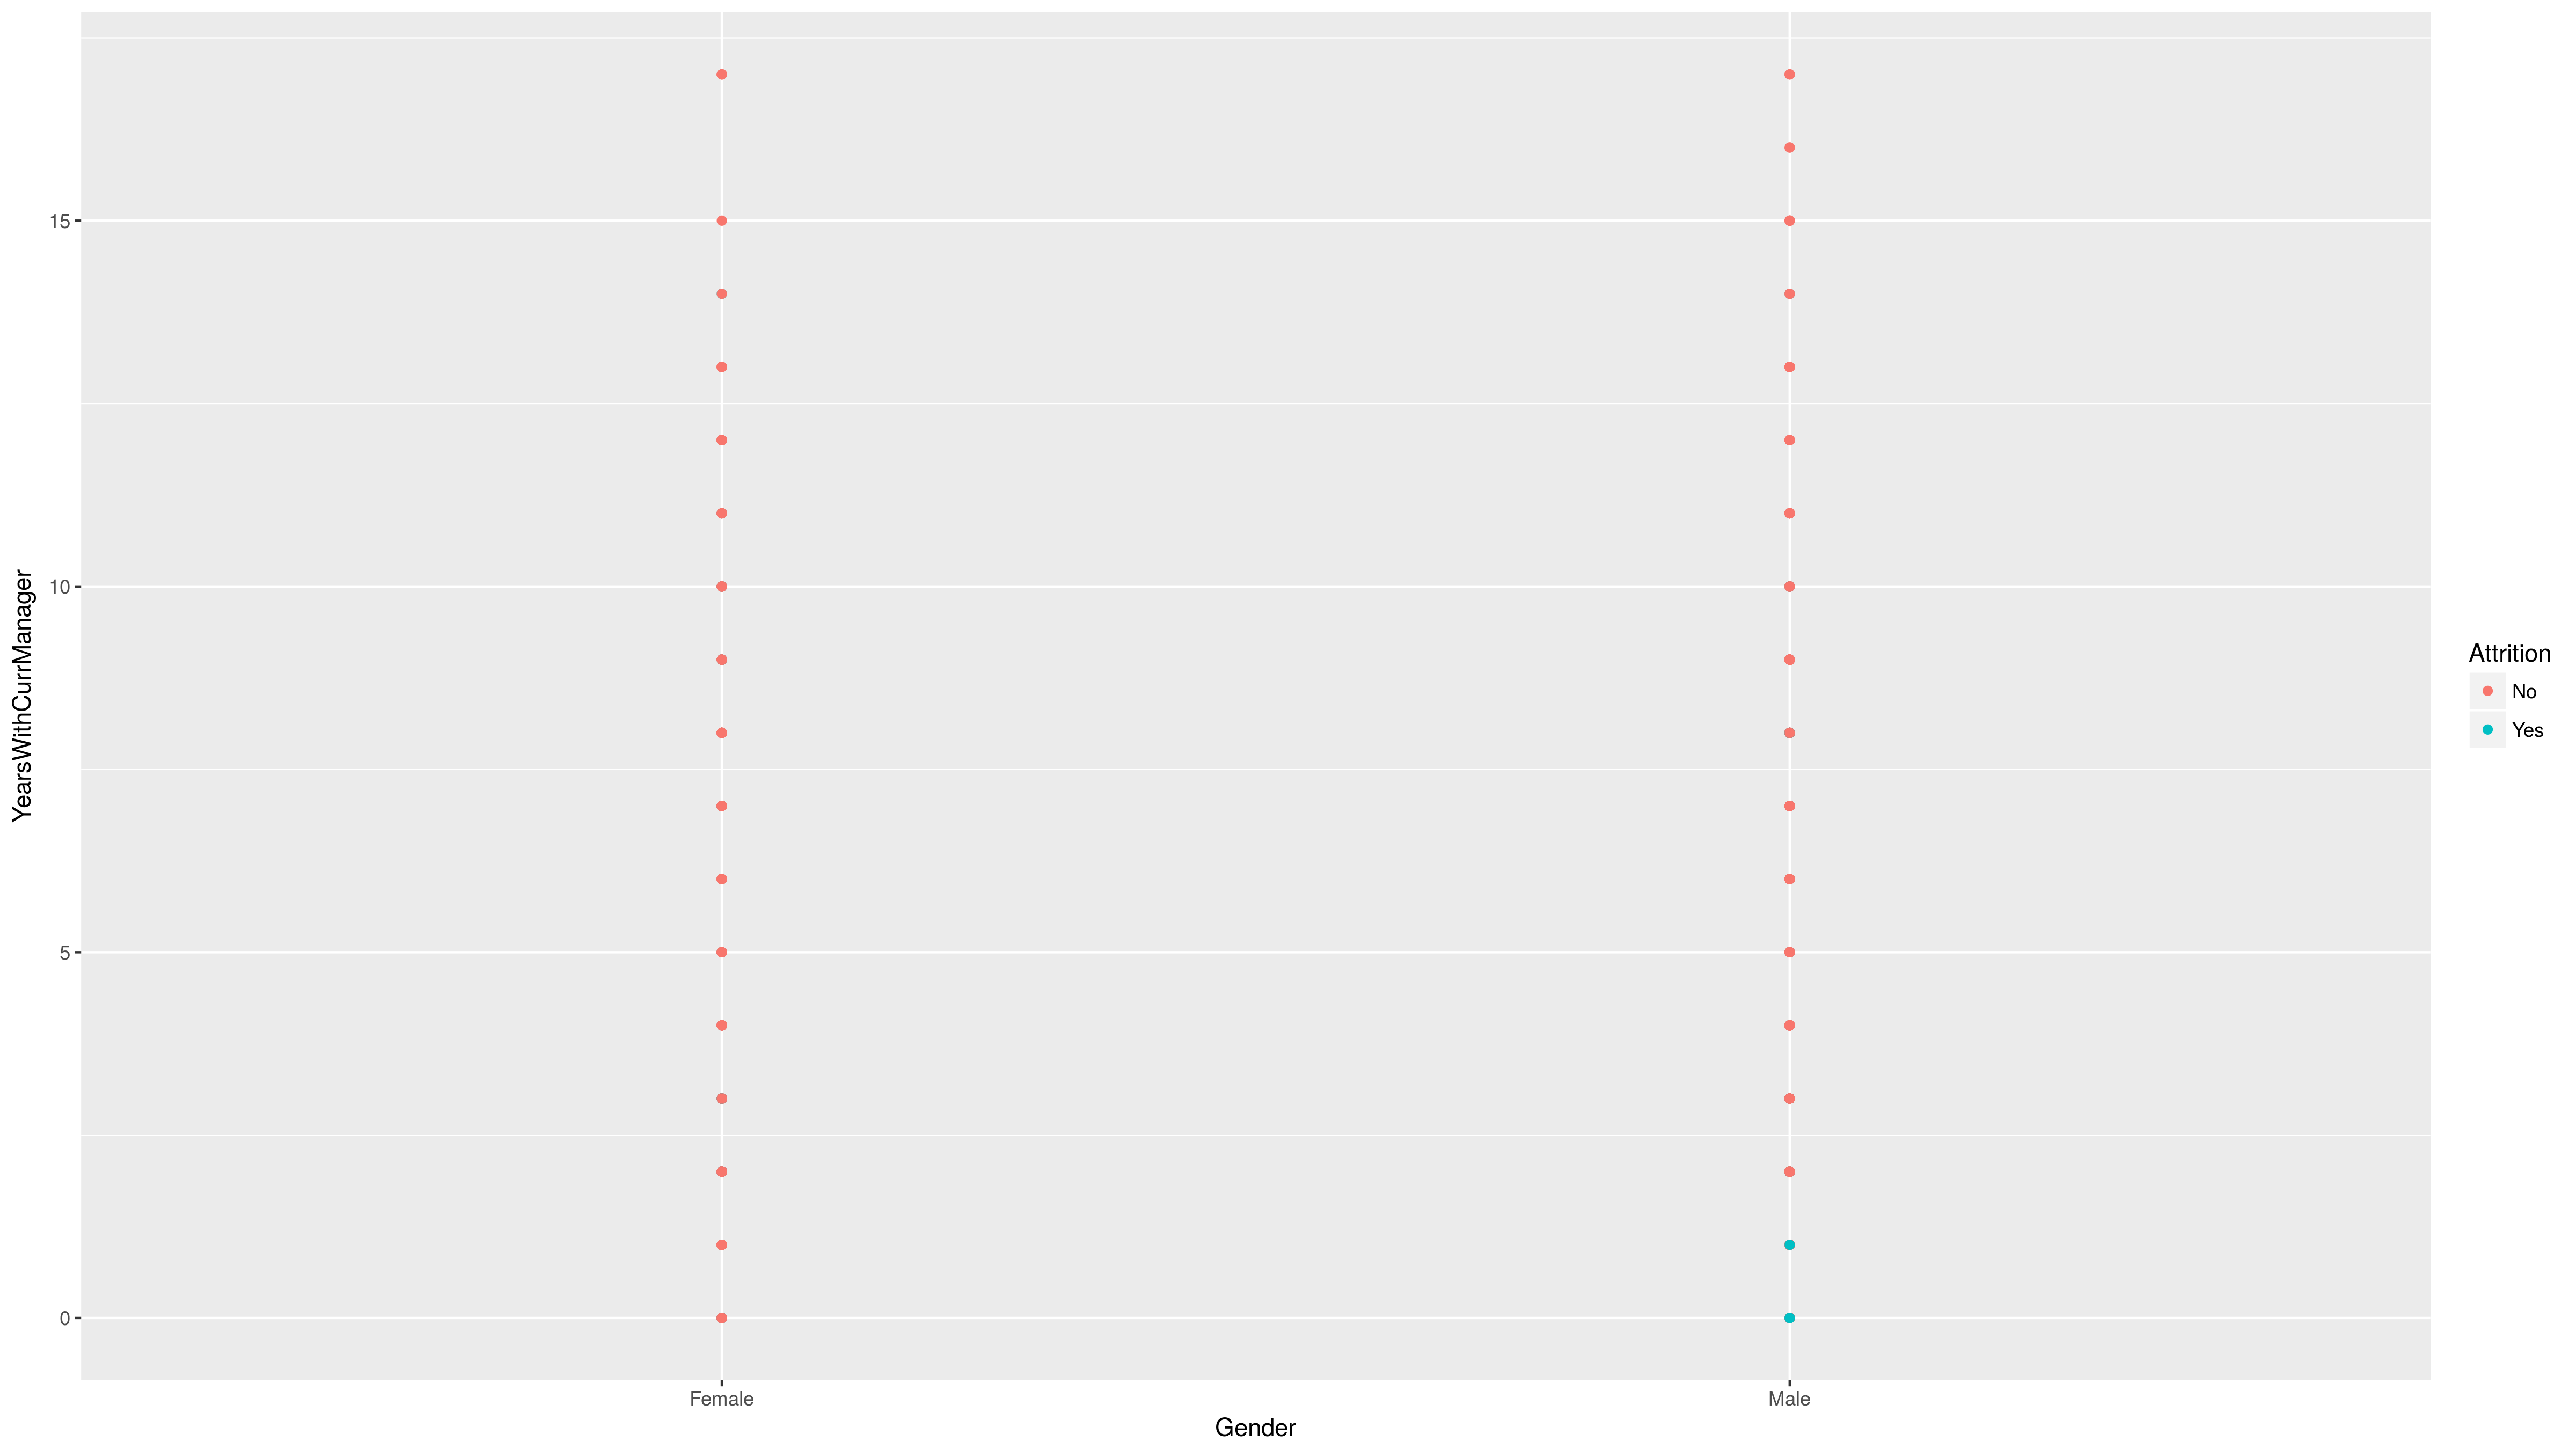 YearsWithCurrManager
15
10
5
0
Female
Male
Gender
Attrition
No
Yes